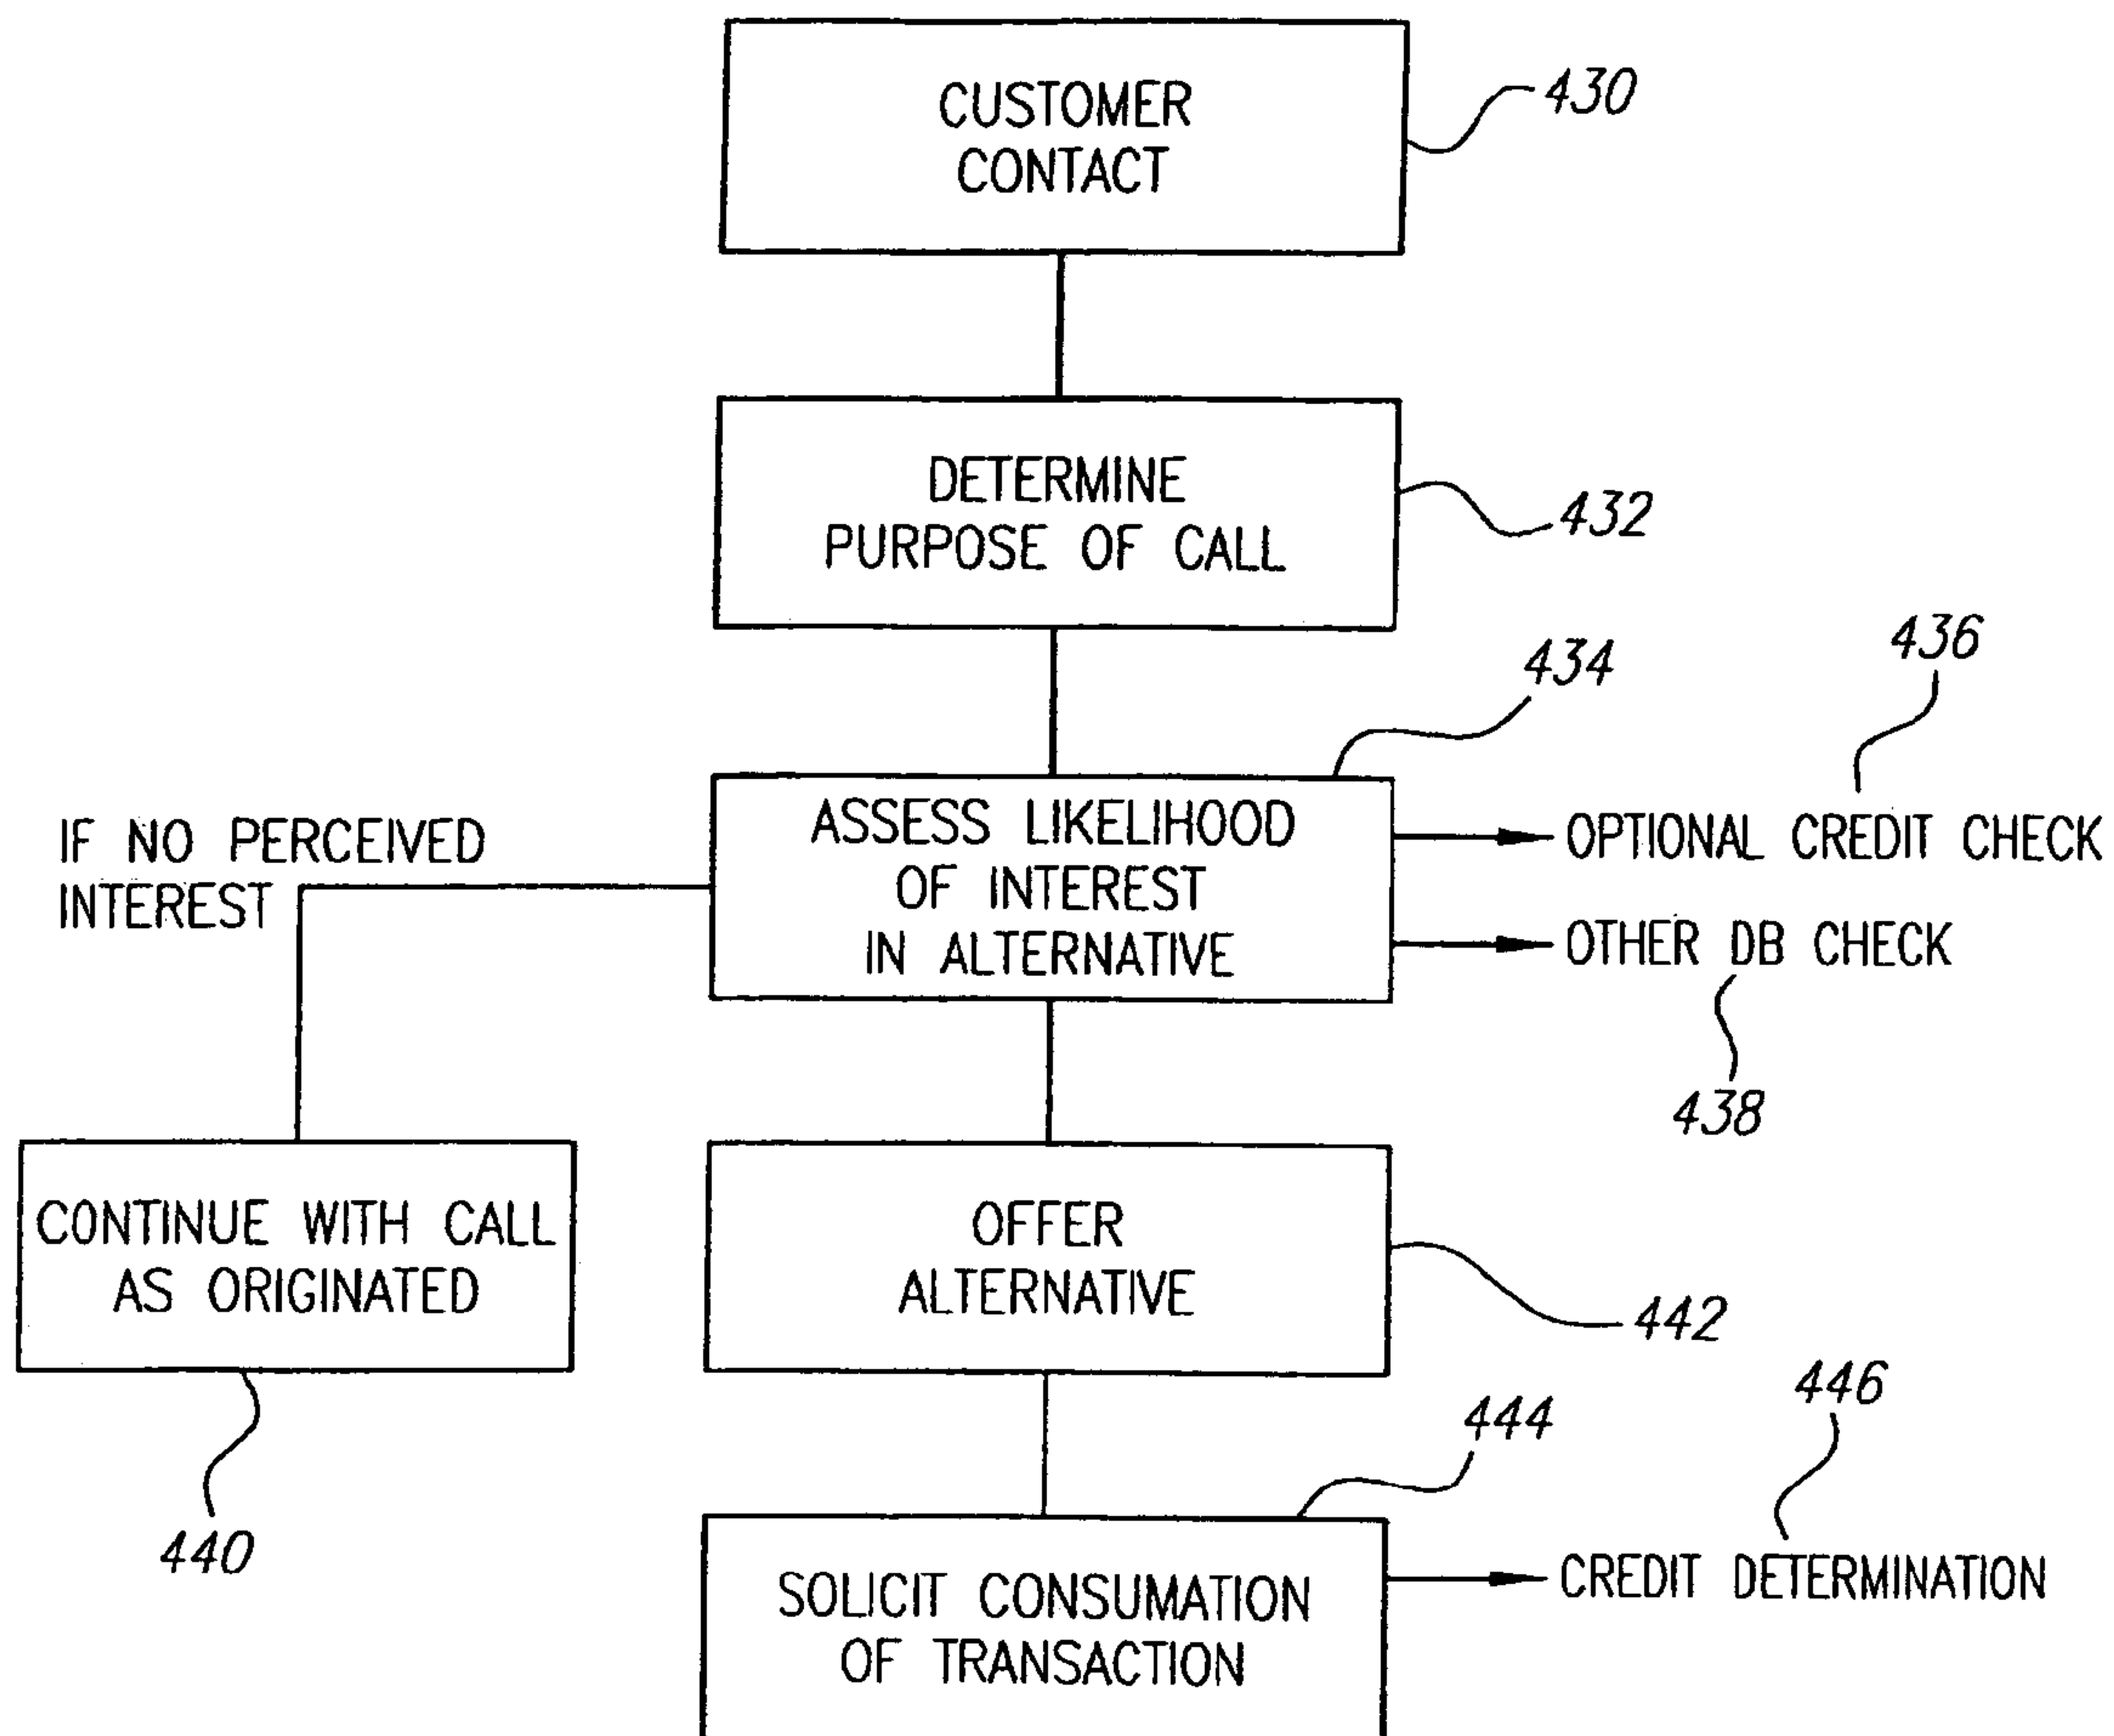 CUSTOMER
CONTACT
430
DETERMINE
PURPOSE OF CALL
432
434
436
ASSESS LIKELIHOOD
OF INTEREST
IN ALTERNATIVE
IF NO PERCEIVED
INTEREST
OPTIONAL CREDIT CHECK
OTHER DB CHECK
438
CONTINUE WITH CALL
AS ORIGINATED
440
OFFER
ALTERNATIVE
442
444
446
SOLICIT CONSUMATION
OF TRANSACTION
CREDIT DETERMINATION